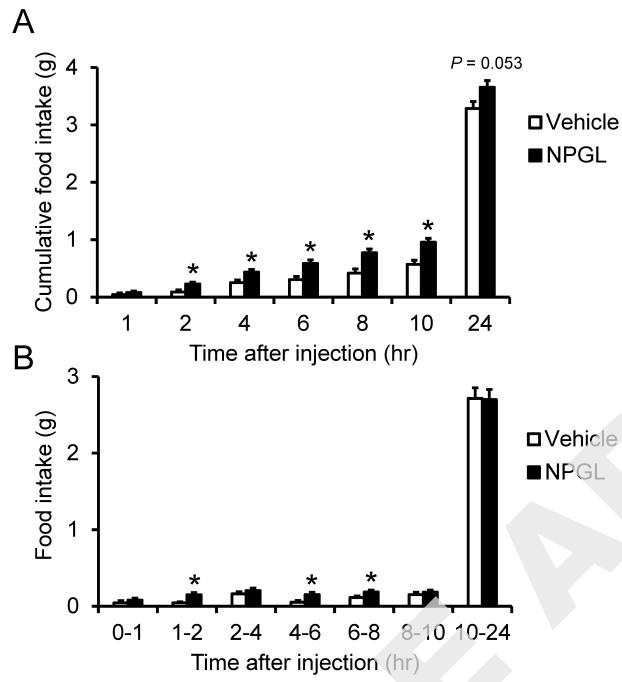 A
P = 0.053
4
3
2
1
0
Cumulative food intake (g)
Vehicle
NPGL
* * * * *
1 2 4 6 8 10 24
Time after injection (hr)
B
3
2
1
0
Food intake (g)
Vehicle
NPGL
* * *
0-1 1-2 2-4 4-6 6-8 8-10 10-24
Time after injection (hr)
E A